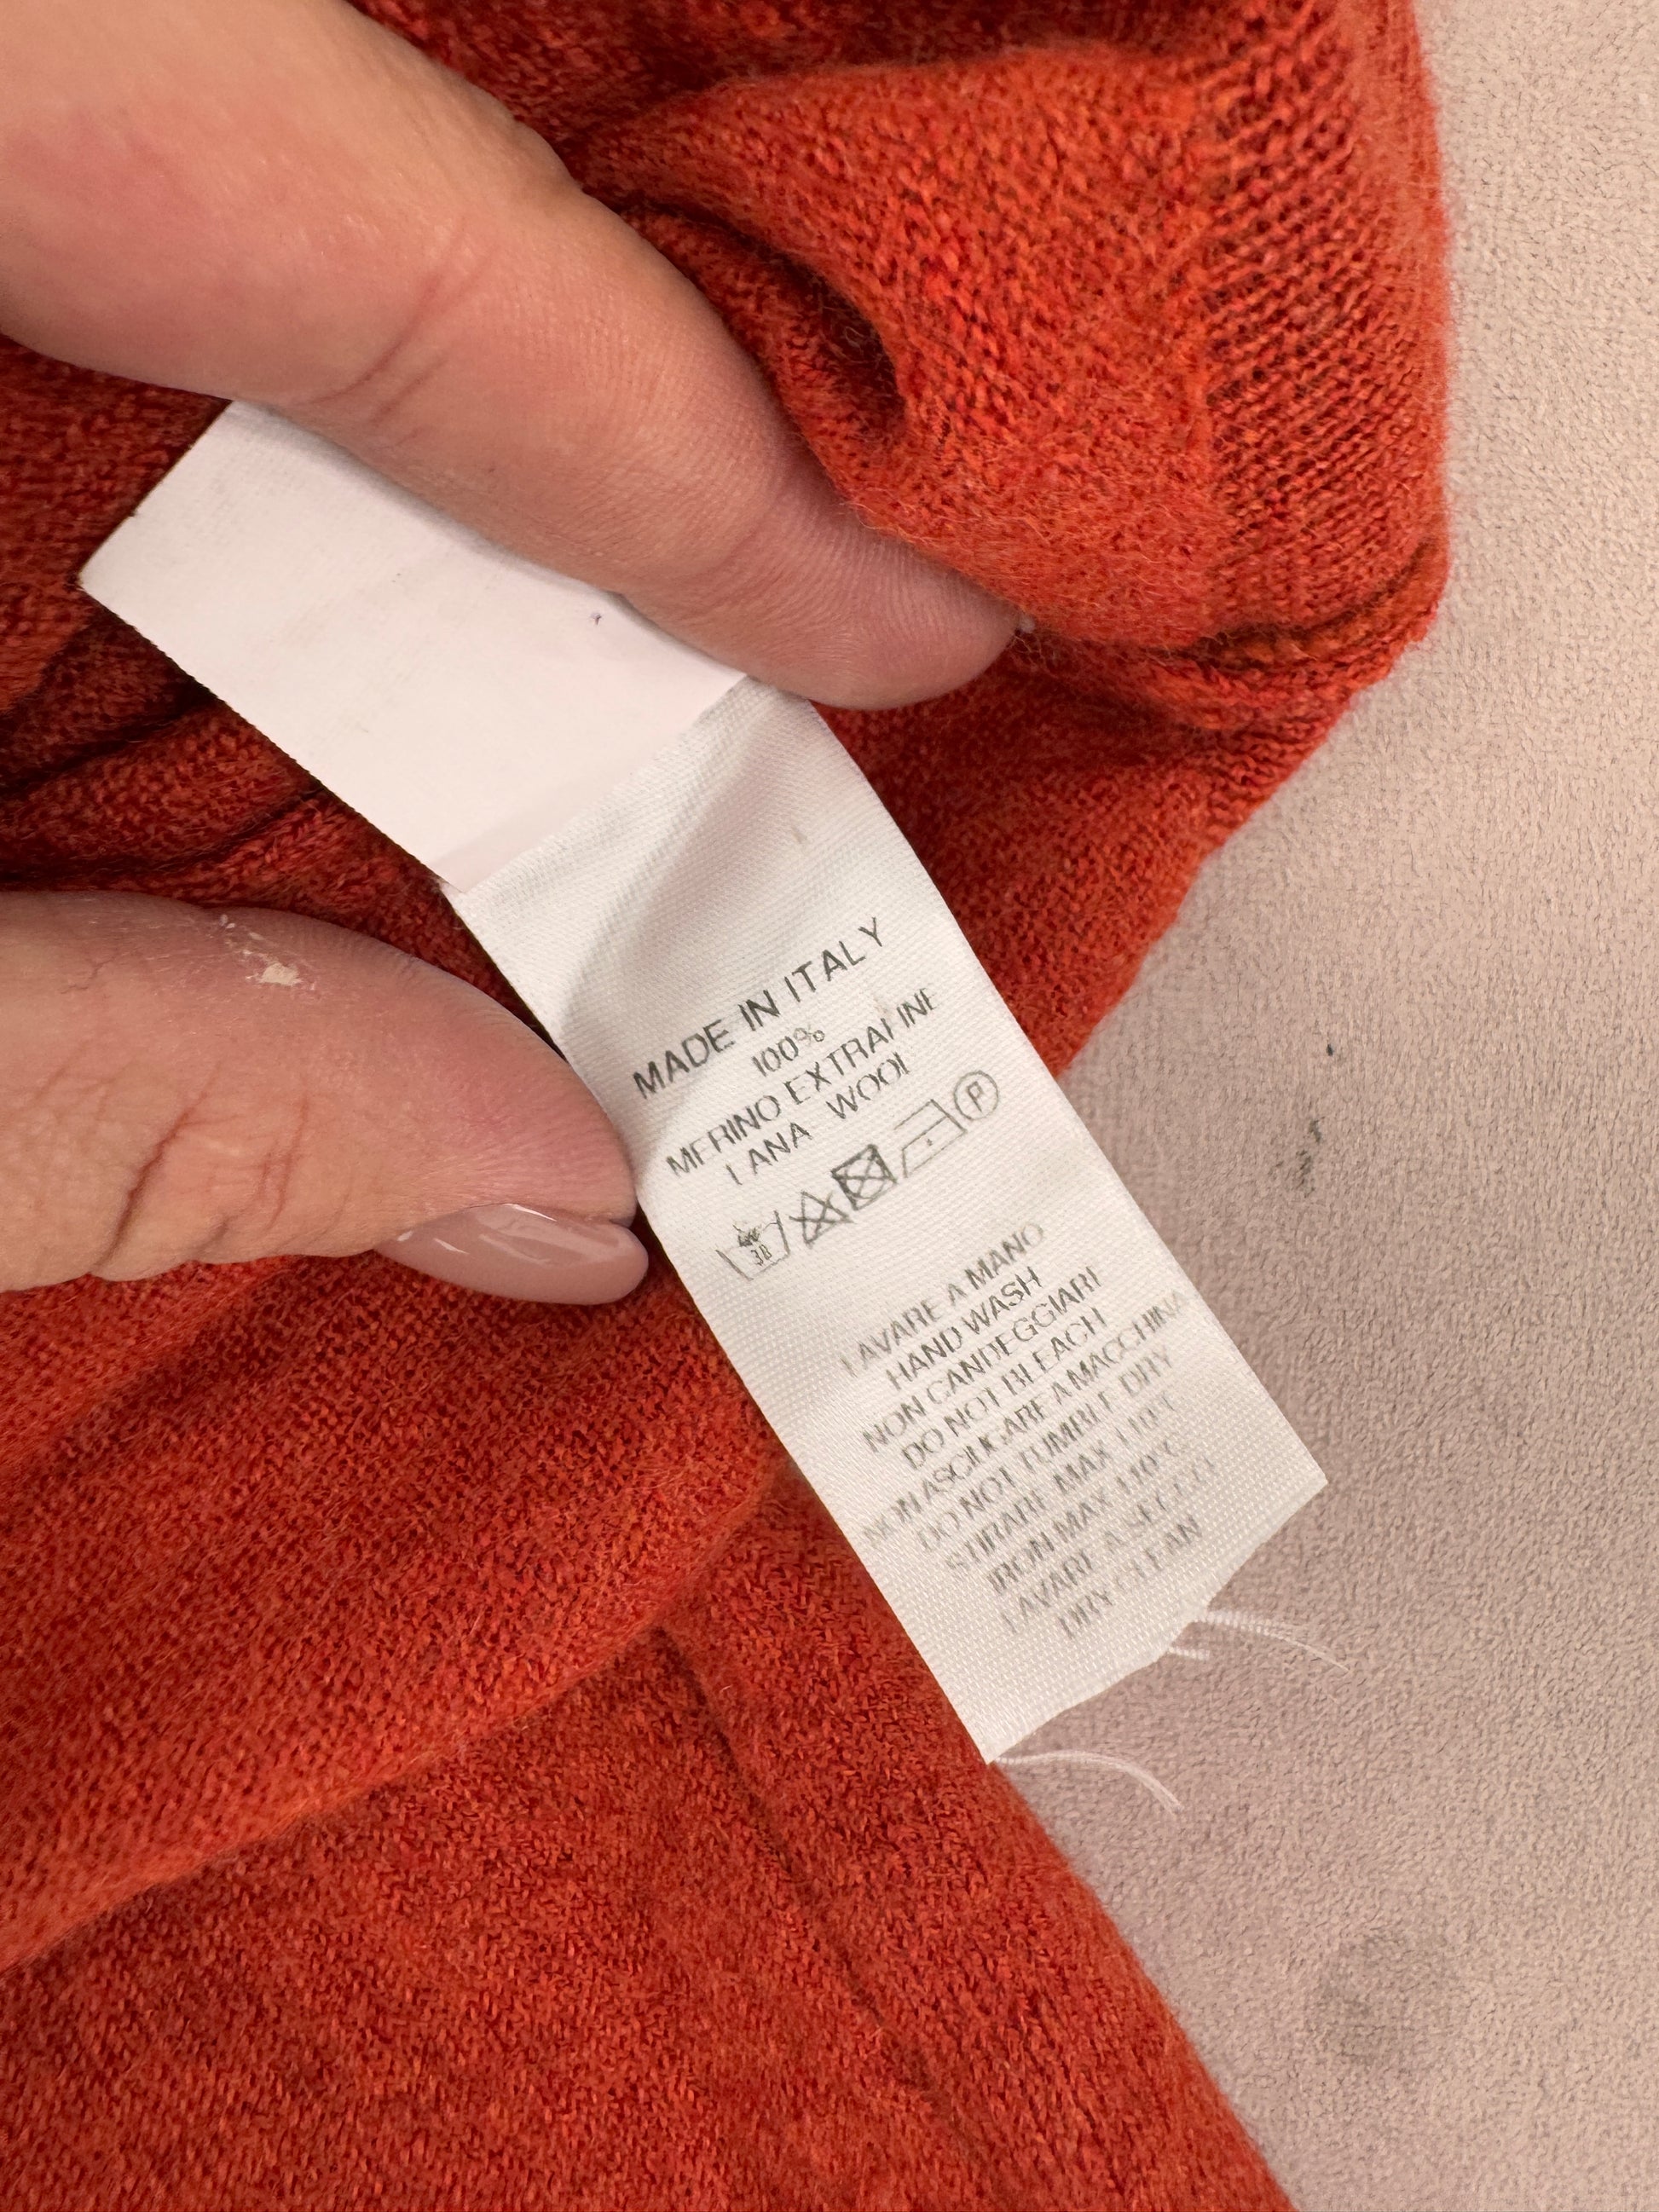 MADE IN ITALY
100%
MERINO EXTRAFINE
LANA WOOL
30
P
LAVARE A MANO
HAND WASH
NON CANDEGGIARE
DO NOT BLEACH
NON ASCIUGARE A MACCHINA
DO NOT TUMBLE DRY
STIRARE MAX 110°C
IRON MAX 110°C
LAVARE A SECCO
DRY CLEAN